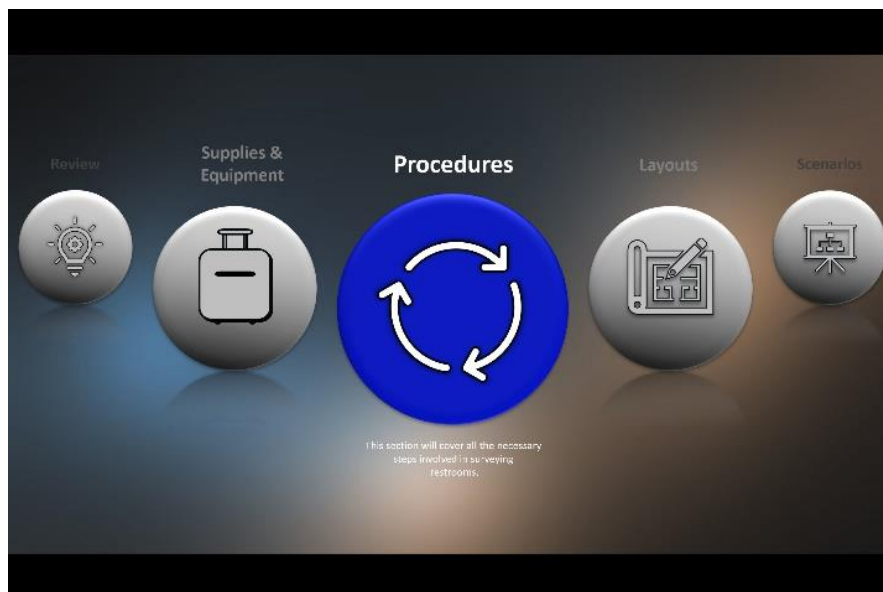 Review
Supplies &
Equipment
Procedures
Layouts
Scenarios
This section will cover all the necessary
steps involved in surveying
restrooms.